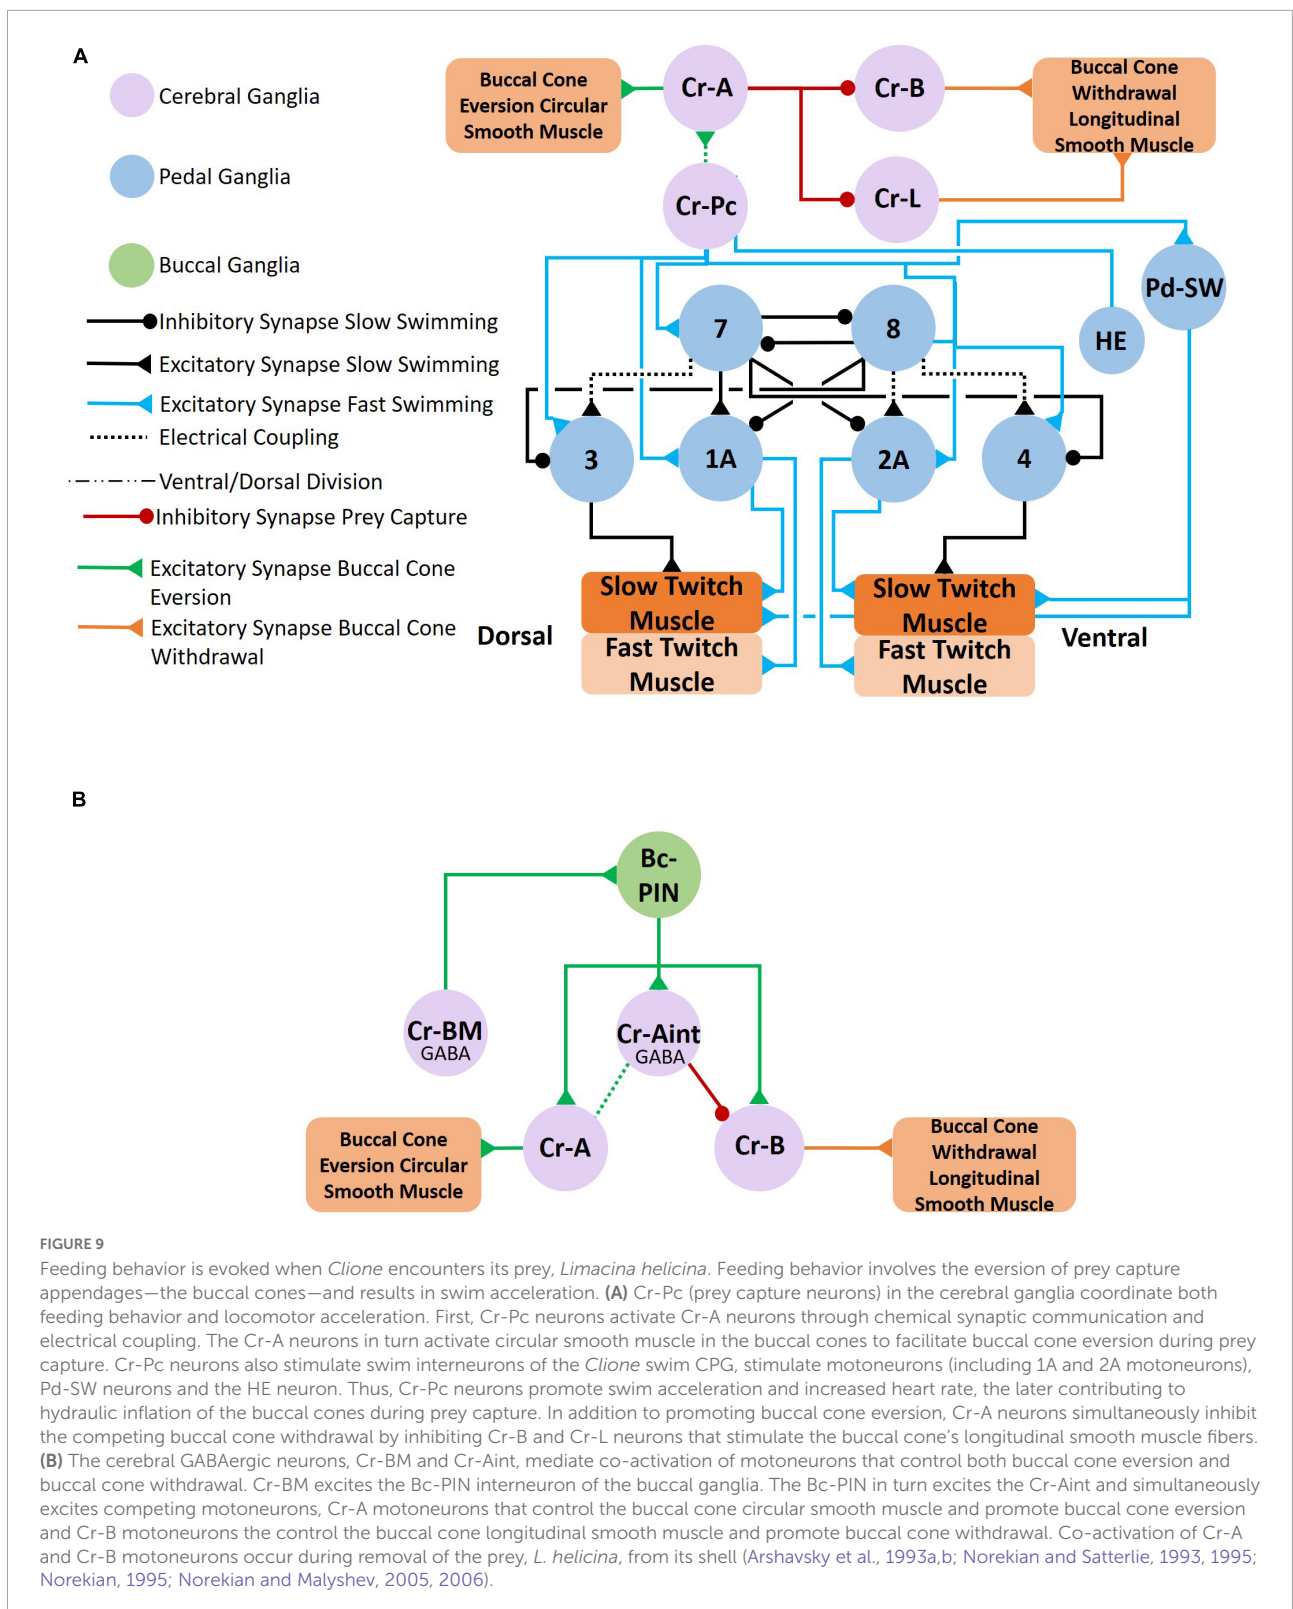 A
Cerebral Ganglia
Pedal Ganglia
Buccal Ganglia
Inhibitory Synapse Slow Swimming
Excitatory Synapse Slow Swimming
Excitatory Synapse Fast Swimming
Electrical Coupling
Ventral/Dorsal Division
Inhibitory Synapse Prey Capture
Excitatory Synapse Buccal Cone
Eversion
Excitatory Synapse Buccal Cone
Withdrawal
Buccal Cone
Eversion Circular
Smooth Muscle
Cr-A
Cr-B
Buccal Cone
Withdrawal
Longitudinal
Smooth Muscle
Cr-Pc
Cr-L
Pd-SW
HE
7
8
3
1A
2A
4
Slow Twitch
Muscle
Fast Twitch
Muscle
Dorsal
Slow Twitch
Muscle
Fast Twitch
Muscle
Ventral
B
Bc-
PIN
Cr-BM
GABA
Cr-Aint
GABA
Buccal Cone
Eversion Circular
Smooth Muscle
Cr-A
Cr-B
Buccal Cone
Withdrawal
Longitudinal
Smooth Muscle
FIGURE 9
Feeding behavior is evoked when Clione encounters its prey, Limacina helicina. Feeding behavior involves the eversion of prey capture
appendages—the buccal cones—and results in swim acceleration. (A) Cr-Pc (prey capture neurons) in the cerebral ganglia coordinate both
feeding behavior and locomotor acceleration. First, Cr-Pc neurons activate Cr-A neurons through chemical synaptic communication and
electrical coupling. The Cr-A neurons in turn activate circular smooth muscle in the buccal cones to facilitate buccal cone eversion during prey
capture. Cr-Pc neurons also stimulate swim interneurons of the Clione swim CPG, stimulate motoneurons (including 1A and 2A motoneurons),
Pd-SW neurons and the HE neuron. Thus, Cr-Pc neurons promote swim acceleration and increased heart rate, the later contributing to
hydraulic inflation of the buccal cones during prey capture. In addition to promoting buccal cone eversion, Cr-A neurons simultaneously inhibit
the competing buccal cone withdrawal by inhibiting Cr-B and Cr-L neurons that stimulate the buccal cone's longitudinal smooth muscle fibers.
(B) The cerebral GABAergic neurons, Cr-BM and Cr-Aint, mediate co-activation of motoneurons that control both buccal cone eversion and
buccal cone withdrawal. Cr-BM excites the Bc-PIN interneuron of the buccal ganglia. The Bc-PIN in turn excites the Cr-Aint and simultaneously
excites competing motoneurons, Cr-A motoneurons that control the buccal cone circular smooth muscle and promote buccal cone eversion
and Cr-B motoneurons the control the buccal cone longitudinal smooth muscle and promote buccal cone withdrawal. Co-activation of Cr-A
and Cr-B motoneurons occur during removal of the prey, L. helicina, from its shell (Arshavsky et al., 1993a,b; Norekian and Satterlie, 1993, 1995;
Norekian, 1995; Norekian and Malyshev, 2005, 2006).